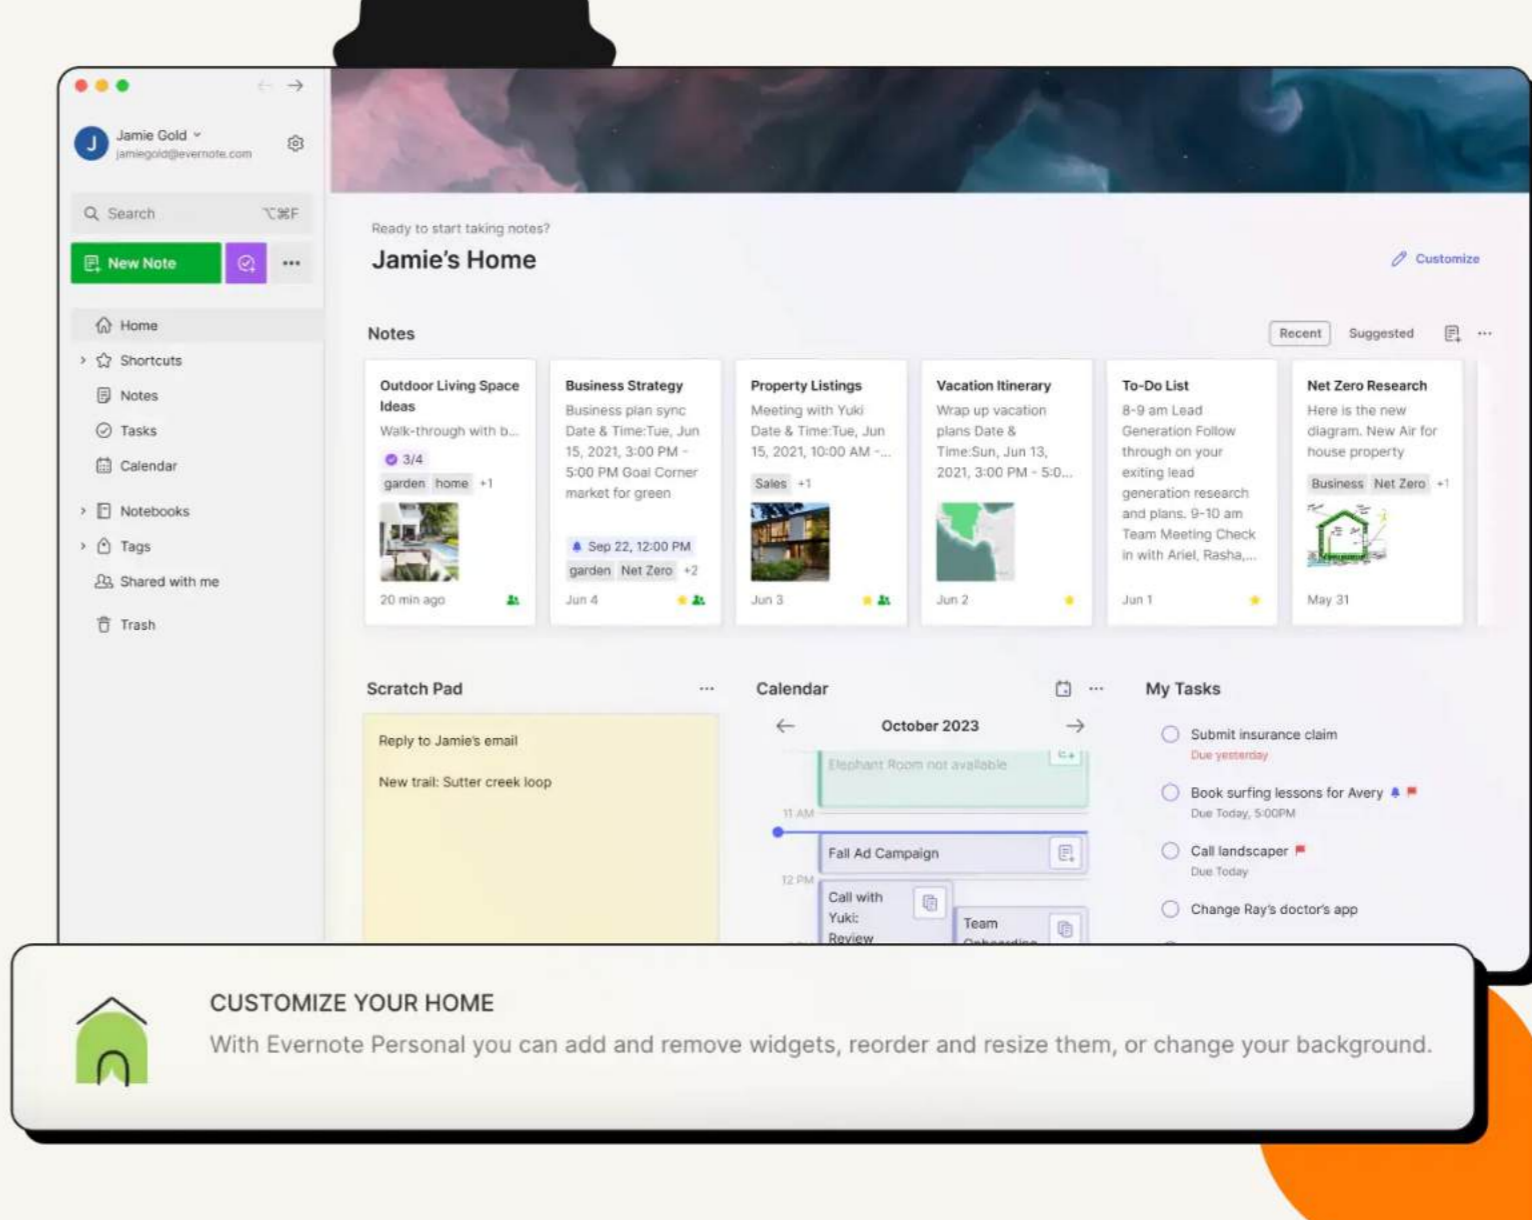 Jamie Gold
jamiegold@evernote.com
J
Search
⌥⌘F
New Note
Home
Shortcuts
Notes
Tasks
Calendar
Notebooks
Tags
Shared with me
Trash
Ready to start taking notes?
Jamie's Home
Customize
Notes
Recent
Suggested
Outdoor Living Space
Ideas
Walk-through with b...
3/4
garden home +1
20 min ago
Business Strategy
Business plan sync
Date & Time:Tue, Jun
15, 2021, 3:00 PM -
5:00 PM Goal Corner
market for green
Sep 22, 12:00 PM
garden Net Zero +2
Jun 4
Property Listings
Meeting with Yuki
Date & Time:Tue, Jun
15, 2021, 10:00 AM -...
Sales +1
Jun 3
Vacation Itinerary
Wrap up vacation
plans Date &
Time:Sun, Jun 13,
2021, 3:00 PM - 5:0...
Jun 2
To-Do List
8-9 am Lead
Generation Follow
through on your
exiting lead
generation research
and plans. 9-10 am
Team Meeting Check
in with Ariel, Rasha,...
Jun 1
Net Zero Research
Here is the new
diagram. New Air for
house property
Business Net Zero +1
May 31
Scratch Pad
Reply to Jamie's email
New trail: Sutter creek loop
Calendar
October 2023
Elephant Room not available
11 AM
Fall Ad Campaign
12 PM
Call with
Yuki:
Review
Team
Onboarding
My Tasks
Submit insurance claim
Due yesterday
Book surfing lessons for Avery
Due Today, 5:00PM
Call landscaper
Due Today
Change Ray's doctor's app
CUSTOMIZE YOUR HOME
With Evernote Personal you can add and remove widgets, reorder and resize them, or change your background.